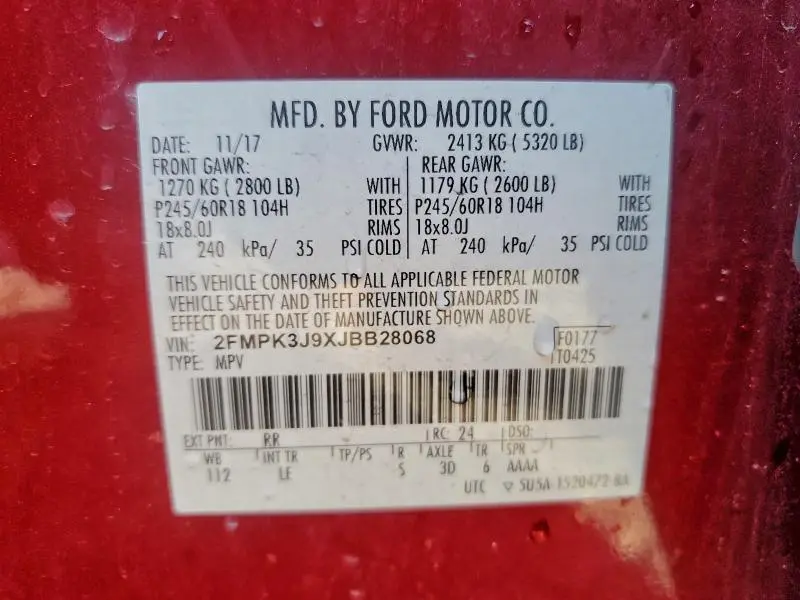 MFD. BY FORD MOTOR CO.
DATE: 11/17 GVWR: 2413 KG ( 5320 LB)
FRONT GAWR: REAR GAWR:
1270 KG ( 2800 LB) WITH 1179 KG ( 2600 LB) WITH
P245/60R18 104H TIRES P245/60R18 104H TIRES
18x8.0J RIMS 18x8.0J RIMS
AT 240 kPa/ 35 PSI COLD AT 240 kPa/ 35 PSI COLD
THIS VEHICLE CONFORMS TO ALL APPLICABLE FEDERAL MOTOR
VEHICLE SAFETY AND THEFT PREVENTION STANDARDS IN
EFFECT ON THE DATE OF MANUFACTURE SHOWN ABOVE.
VIN: 2FMPK3J9XJBB28068 F0177
TYPE: MPV T0425
EXT PNT: RR RC: 24 DSO:
WB INT TR TP/PS R AXLE TR SPR
112 LE 5 3D 6 AAAA
UTC